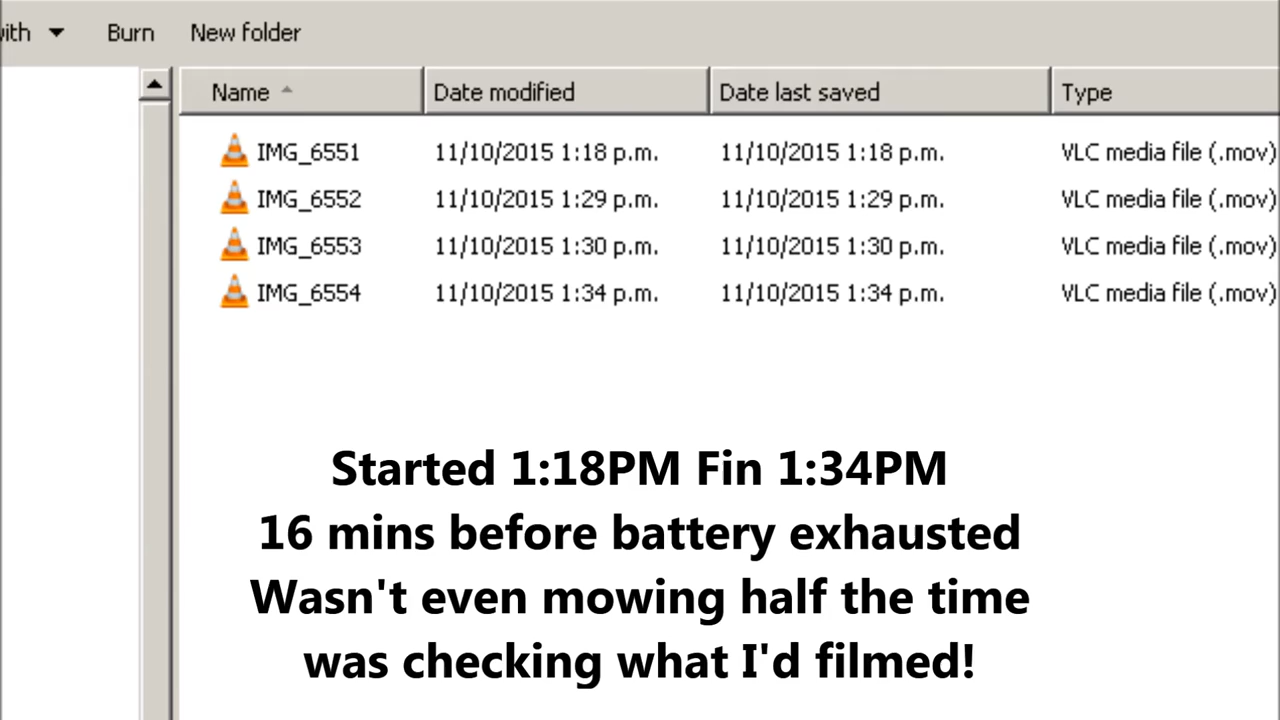 Burn New folder
Name Date modified Date last saved Type
IMG_6551 11/10/2015 1:18 p.m. 11/10/2015 1:18 p.m. VLC media file (.mov)
IMG_6552 11/10/2015 1:29 p.m. 11/10/2015 1:29 p.m. VLC media file (.mov)
IMG_6553 11/10/2015 1:30 p.m. 11/10/2015 1:30 p.m. VLC media file (.mov)
IMG_6554 11/10/2015 1:34 p.m. 11/10/2015 1:34 p.m. VLC media file (.mov)
Started 1:18PM Fin 1:34PM
16 mins before battery exhausted
Wasn't even mowing half the time
was checking what I'd filmed!